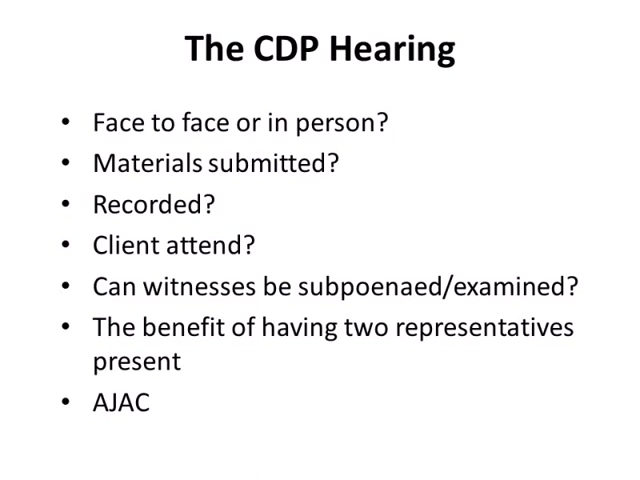 The CDP Hearing
• Face to face or in person?
• Materials submitted?
• Recorded?
• Client attend?
• Can witnesses be subpoenaed/examined?
• The benefit of having two representatives
present
• AJAC